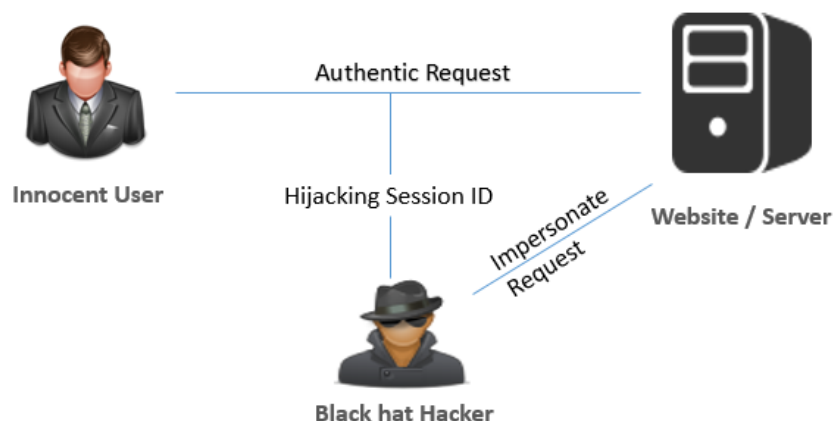 Authentic Request
Innocent User
Hijacking Session ID
Impersonate
Request
Website / Server
Black hat Hacker